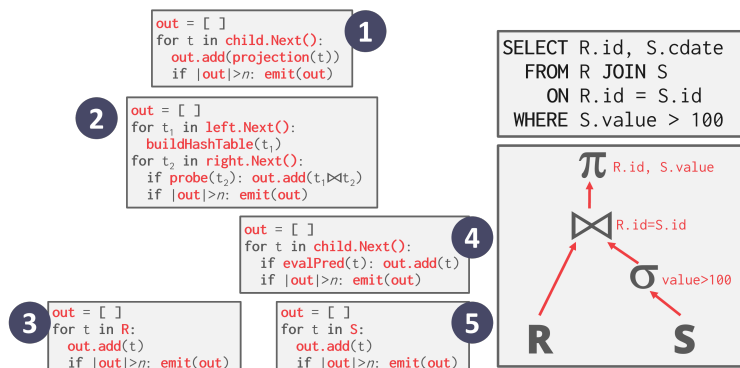 1
out = [ ]
for t in child.Next():
out.add(projection(t))
if |out|>n: emit(out)
2
out = [ ]
for t₁ in left.Next():
buildHashTable(t₁)
for t₂ in right.Next():
if probe(t₂): out.add(t₁⋈t₂)
if |out|>n: emit(out)
4
out = [ ]
for t in child.Next():
if evalPred(t): out.add(t)
if |out|>n: emit(out)
3
out = [ ]
for t in R:
out.add(t)
if |out|>n: emit(out)
5
out = [ ]
for t in S:
out.add(t)
if |out|>n: emit(out)
SELECT R.id, S.cdate
FROM R JOIN S
ON R.id = S.id
WHERE S.value > 100
π R.id, S.value
⋈ R.id=S.id
σ value>100
R S